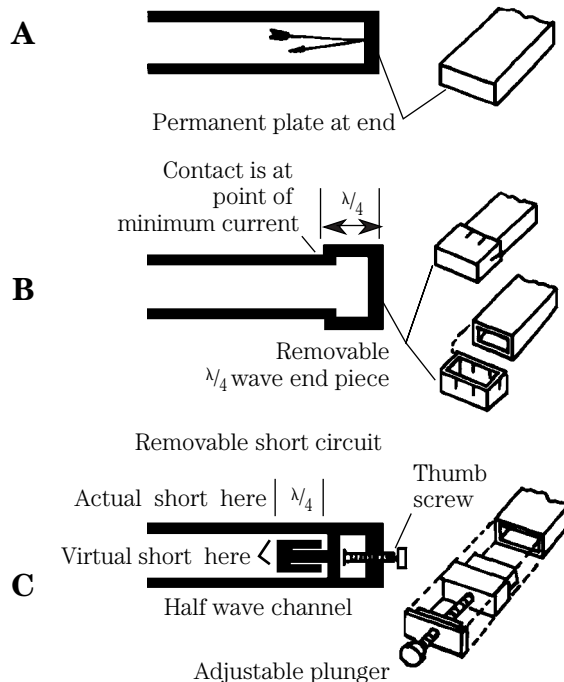 A
Permanent plate at end
Contact is at
point of
minimum current
λ/4
B
Removable
λ/4 wave end piece
Removable short circuit
Thumb
screw
Actual short here
λ/4
Virtual short here
C
Half wave channel
Adjustable plunger